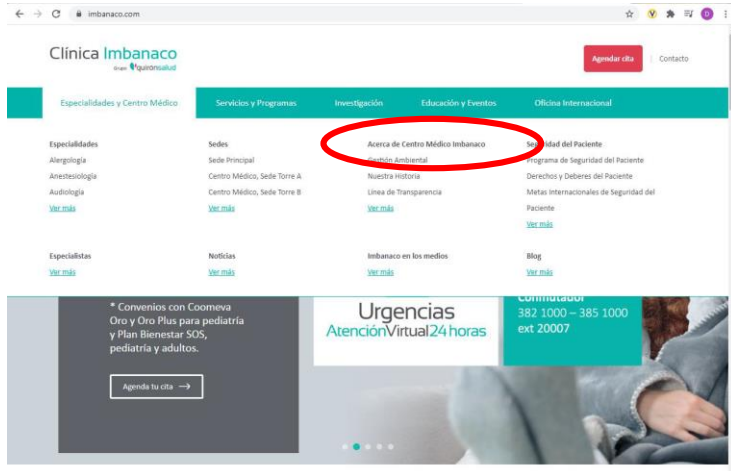 imbanaco.com
D
Clínica Imbanaco
Grupo quirónsalud
Agendar cita
Contacto
Especialidades y Centro Médico
Servicios y Programas
Investigación
Educación y Eventos
Oficina Internacional
Especialidades
Alergología
Anestesiología
Audiología
Ver más
Sedes
Sede Principal
Centro Médico, Sede Torre A
Centro Médico, Sede Torre B
Ver más
Acerca de Centro Médico Imbanaco
Gestión Ambiental
Nuestra Historia
Línea de Transparencia
Ver más
Seguridad del Paciente
Programa de Seguridad del Paciente
Derechos y Deberes del Paciente
Metas Internacionales de Seguridad del
Paciente
Ver más
Especialistas
Ver más
Noticias
Ver más
Imbanaco en los medios
Ver más
Blog
Ver más
* Convenios con Coomeva
Oro y Oro Plus para pediatría
y Plan Bienestar SOS,
pediatría y adultos.
Agenda tu cita →
Urgencias
AtenciónVirtual24horas
Conmutador
382 1000 – 385 1000
ext 20007